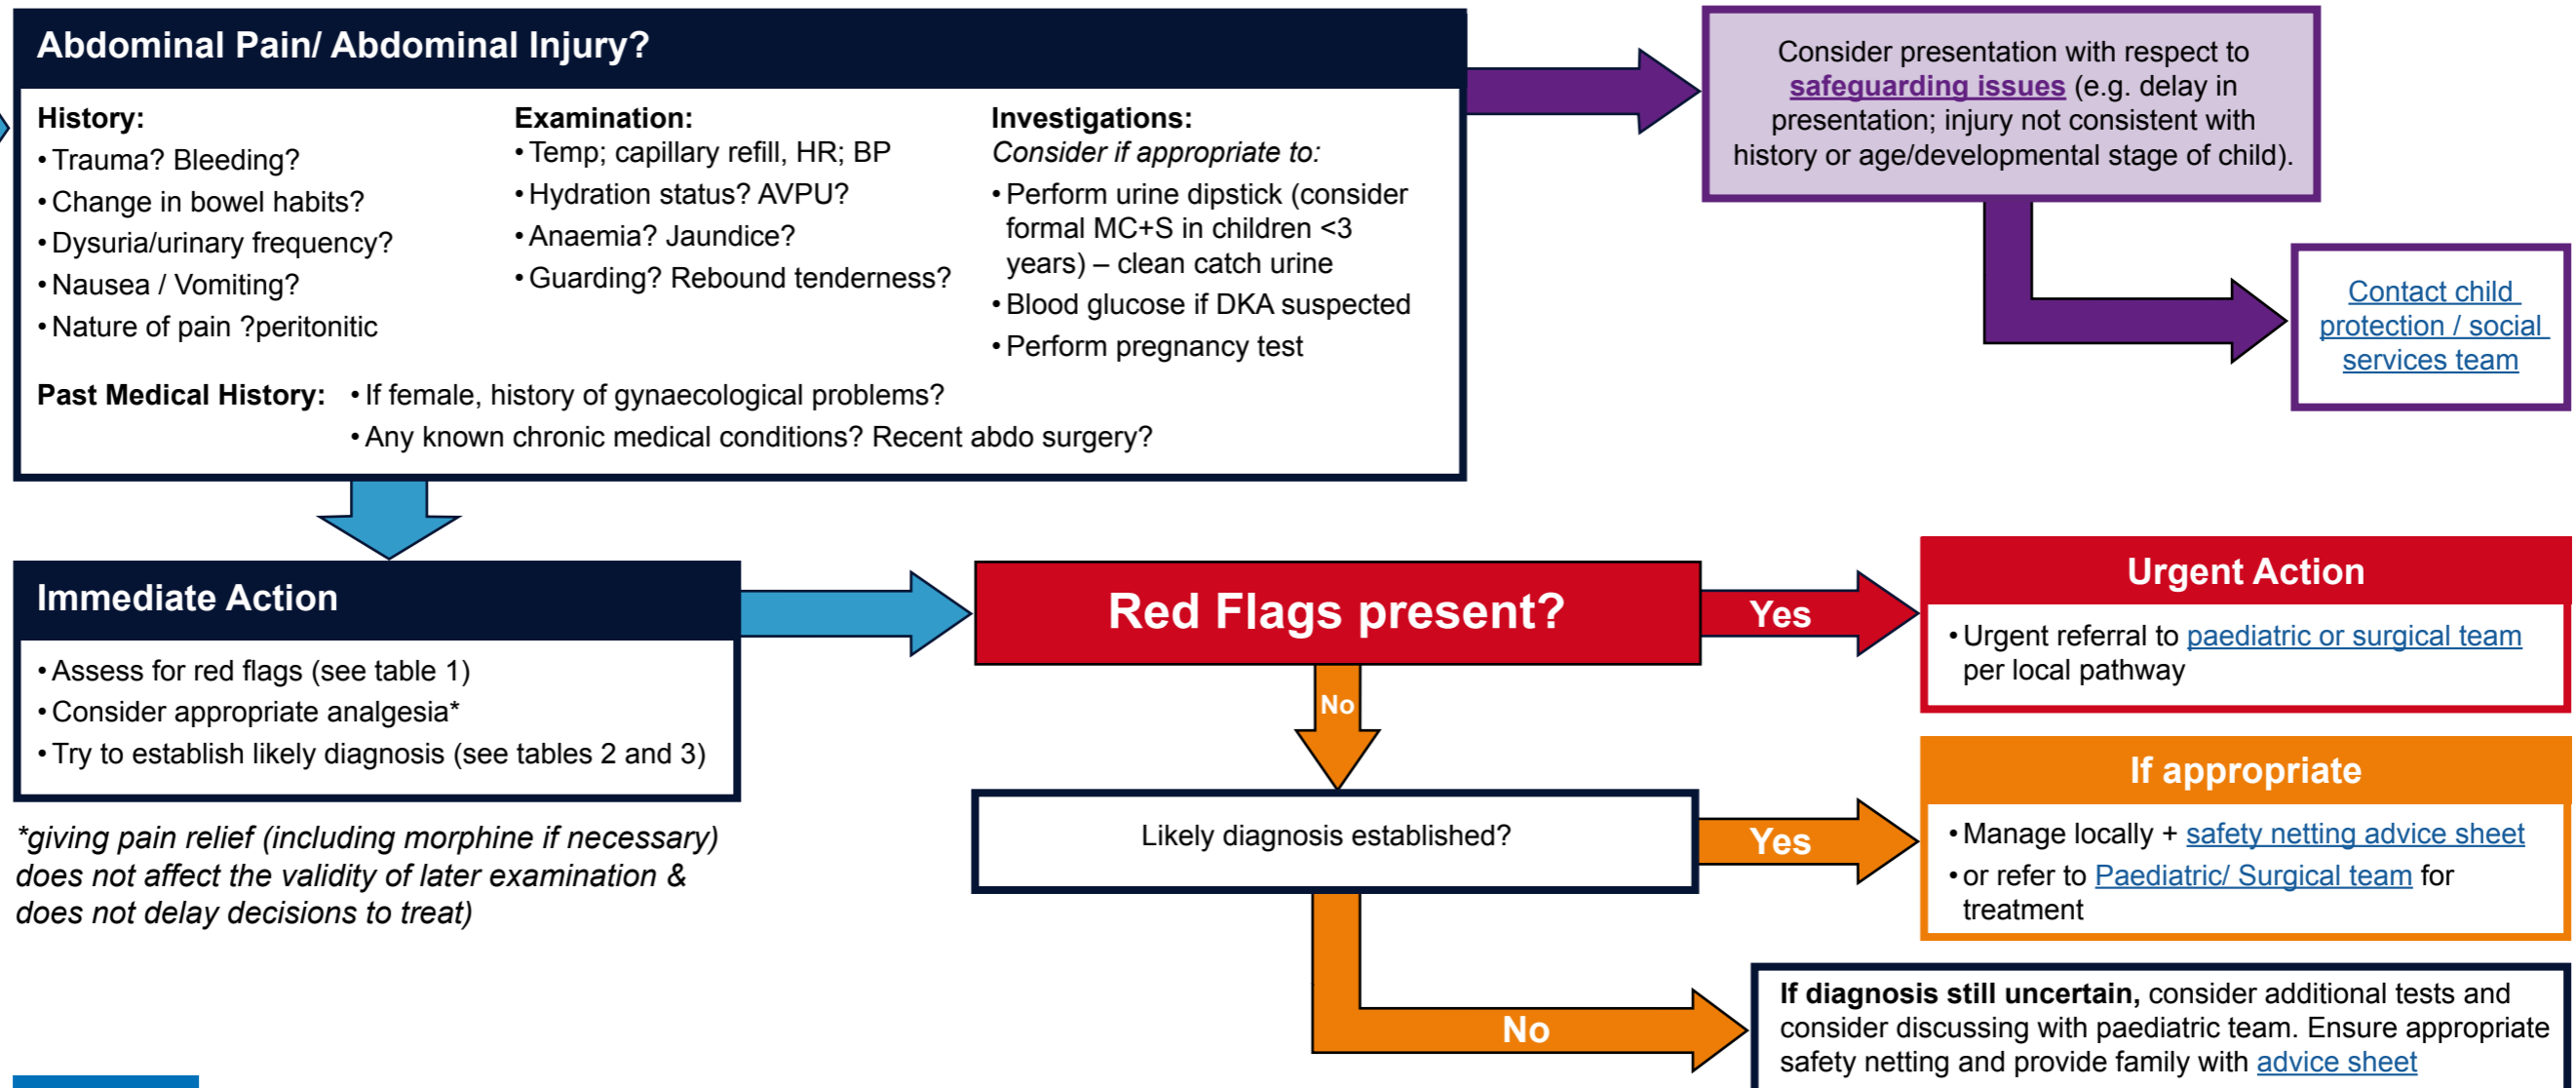 Abdominal Pain/ Abdominal Injury?
History:
• Trauma? Bleeding?
• Change in bowel habits?
• Dysuria/urinary frequency?
• Nausea / Vomiting?
• Nature of pain ?peritonitic
Examination:
• Temp; capillary refill, HR; BP
• Hydration status? AVPU?
• Anaemia? Jaundice?
• Guarding? Rebound tenderness?
Investigations:
Consider if appropriate to:
• Perform urine dipstick (consider
formal MC+S in children <3
years) – clean catch urine
• Blood glucose if DKA suspected
• Perform pregnancy test
Past Medical History: • If female, history of gynaecological problems?
• Any known chronic medical conditions? Recent abdo surgery?
Consider presentation with respect to
safeguarding issues (e.g. delay in
presentation; injury not consistent with
history or age/developmental stage of child).
Contact child
protection / social
services team
Immediate Action
• Assess for red flags (see table 1)
• Consider appropriate analgesia*
• Try to establish likely diagnosis (see tables 2 and 3)
*giving pain relief (including morphine if necessary)
does not affect the validity of later examination &
does not delay decisions to treat)
Red Flags present?
Yes
Urgent Action
• Urgent referral to paediatric or surgical team
per local pathway
No
Likely diagnosis established?
Yes
If appropriate
• Manage locally + safety netting advice sheet
• or refer to Paediatric/ Surgical team for
treatment
No
If diagnosis still uncertain, consider additional tests and
consider discussing with paediatric team. Ensure appropriate
safety netting and provide family with advice sheet